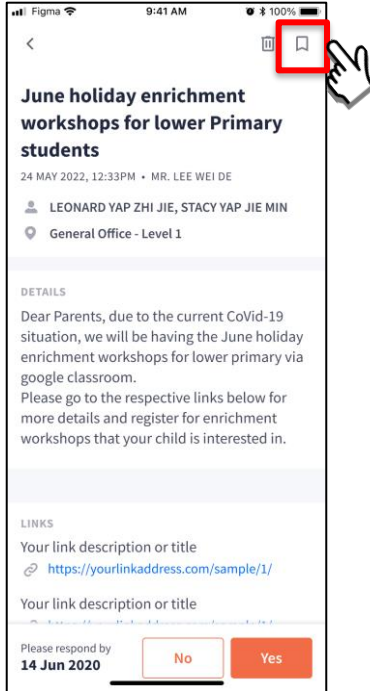 Figma 9:41 AM 100%
June holiday enrichment
workshops for lower Primary
students
24 MAY 2022, 12:33PM • MR. LEE WEI DE
LEONARD YAP ZHI JIE, STACY YAP JIE MIN
General Office - Level 1
DETAILS
Dear Parents, due to the current CoVid-19
situation, we will be having the June holiday
enrichment workshops for lower primary via
google classroom.
Please go to the respective links below for
more details and register for enrichment
workshops that your child is interested in.
LINKS
Your link description or title
https://yourlinkaddress.com/sample/1/
Your link description or title
Please respond by
14 Jun 2020
No
Yes